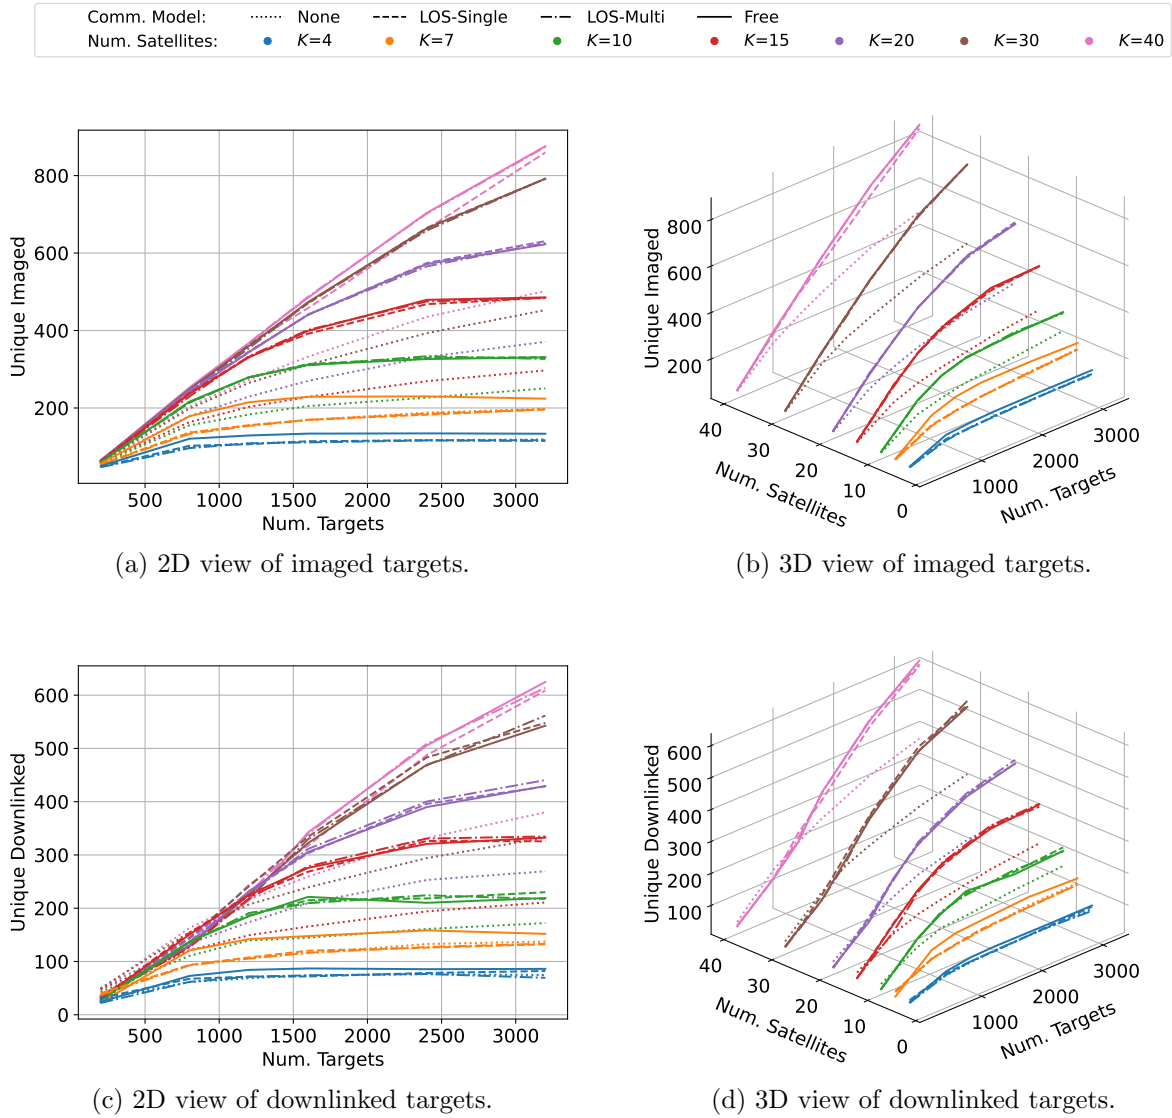 Comm. Model: None LOS-Single LOS-Multi Free
Num. Satellites: K=4 K=7 K=10 K=15 K=20 K=30 K=40
Unique Imaged
800
600
400
200
500 1000 1500 2000 2500 3000
Num. Targets
(a) 2D view of imaged targets.
Unique Imaged
800
600
400
200
40 30 20 10 0
Num. Satellites
1000 2000 3000
Num. Targets
(b) 3D view of imaged targets.
Unique Downlinked
600
500
400
300
200
100
0
500 1000 1500 2000 2500 3000
Num. Targets
(c) 2D view of downlinked targets.
Unique Downlinked
600
500
400
300
200
100
40 30 20 10 0
Num. Satellites
1000 2000 3000
Num. Targets
(d) 3D view of downlinked targets.